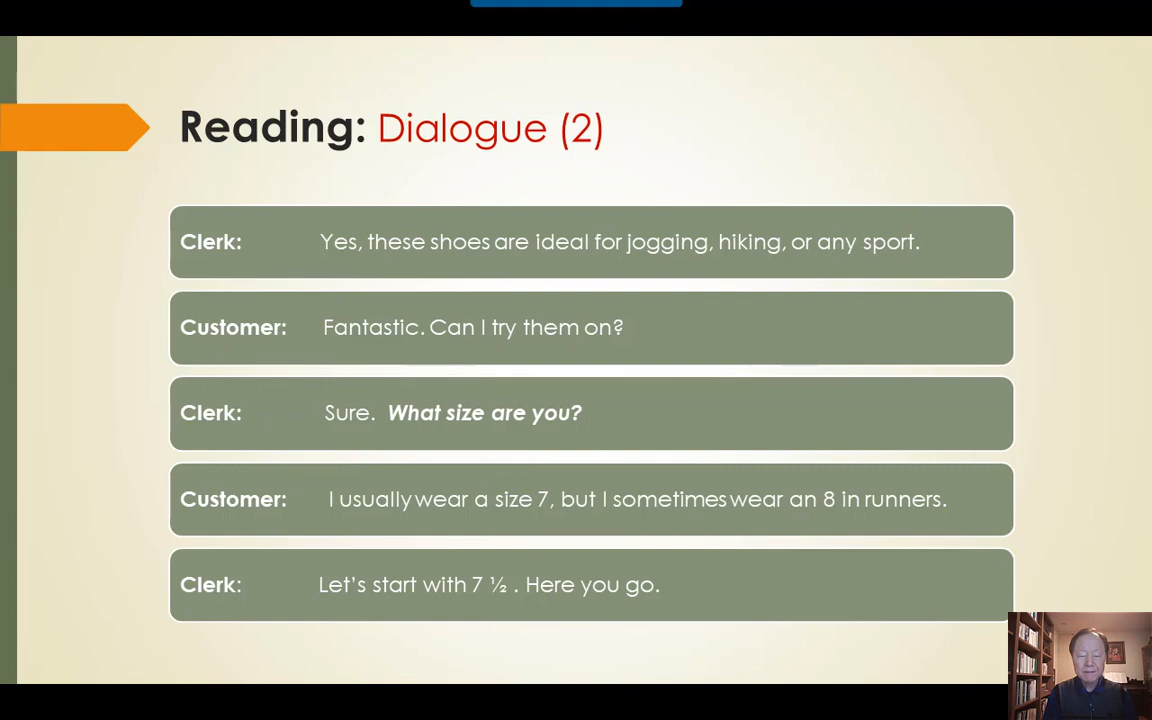 Reading: Dialogue (2)
Clerk: Yes, these shoes are ideal for jogging, hiking, or any sport.
Customer: Fantastic. Can I try them on?
Clerk: Sure. What size are you?
Customer: I usually wear a size 7, but I sometimes wear an 8 in runners.
Clerk: Let’s start with 7 ½ . Here you go.